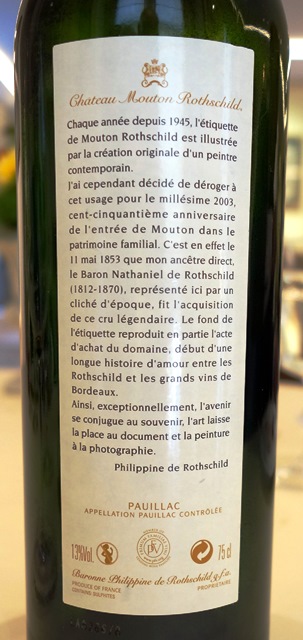 Chateau Mouton Rothschild.
Chaque année depuis 1945, l'étiquette
de Mouton Rothschild est illustrée
par la création originale d'un peintre
contemporain.
J'ai cependant décidé de déroger à
cet usage pour le millésime 2003,
cent-cinquantième anniversaire
de l'entrée de Mouton dans le
patrimoine familial. C'est en effet le
11 mai 1853 que mon ancêtre direct,
le Baron Nathaniel de Rothschild
(1812-1870), représenté ici par un
cliché d'époque, fit l'acquisition
de ce cru légendaire. Le fond de
l'étiquette reproduit en partie l'acte
d'achat du domaine, début d'une
longue histoire d'amour entre les
Rothschild et les grands vins de
Bordeaux.
Ainsi, exceptionnellement, l'avenir
se conjugue au souvenir, l'art laisse
la place au document et la peinture
à la photographie.
Philippine de Rothschild
PAUILLAC
APPELLATION PAUILLAC CONTRÔLÉE
13%Vol.
75 cl
Baronne Philippine de Rothschild g.f.a.
PRODUCE OF FRANCE
PROPRIÉTAIRE
CONTAINS SULPHITES